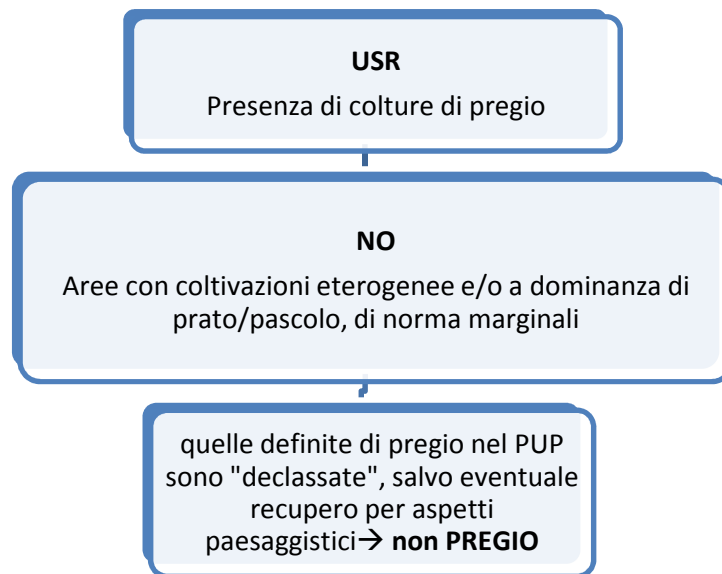 USR
Presenza di colture di pregio
NO
Aree con coltivazioni eterogenee e/o a dominanza di
prato/pascolo, di norma marginali
quelle definite di pregio nel PUP
sono "declassate", salvo eventuale
recupero per aspetti
paesaggistici→ non PREGIO